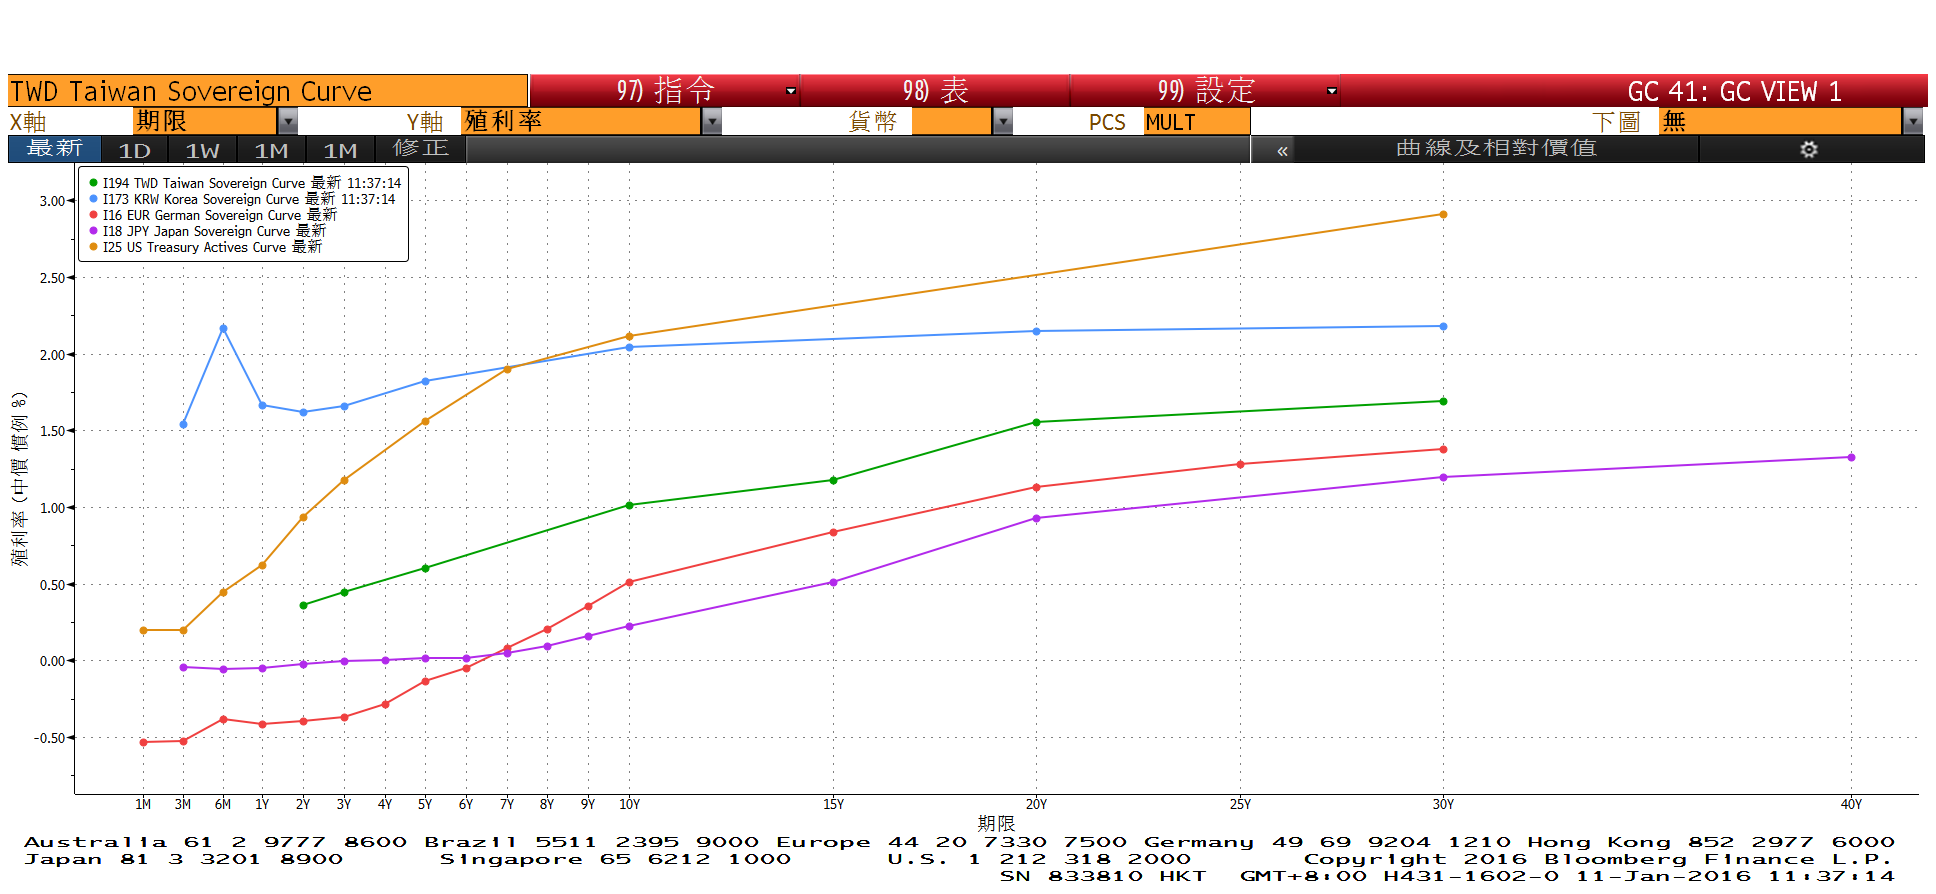 TWD Taiwan Sovereign Curve 97) 指令 98) 表 99) 設定 GC 41: GC VIEW 1
X軸 期限 Y軸 殖利率 貨幣 PCS MULT 下圖 無
最新 1D 1W 1M 1M 修正 « 曲線及相對價值
I194 TWD Taiwan Sovereign Curve 最新 11:37:14
I173 KRW Korea Sovereign Curve 最新 11:37:14
I16 EUR German Sovereign Curve 最新
I18 JPY Japan Sovereign Curve 最新
I25 US Treasury Actives Curve 最新
3.00
2.50
2.00
1.50
1.00
0.50
0.00
-0.50
殖利率 (中價 慣例 %)
1M 3M 6M 1Y 2Y 3Y 4Y 5Y 6Y 7Y 8Y 9Y 10Y 15Y 20Y 25Y 30Y 40Y
期限
Australia 61 2 9777 8600 Brazil 5511 2395 9000 Europe 44 20 7330 7500 Germany 49 69 9204 1210 Hong Kong 852 2977 6000
Japan 81 3 3201 8900 Singapore 65 6212 1000 U.S. 1 212 318 2000 Copyright 2016 Bloomberg Finance L.P.
SN 833810 HKT GMT+8:00 H431-1602-0 11-Jan-2016 11:37:14